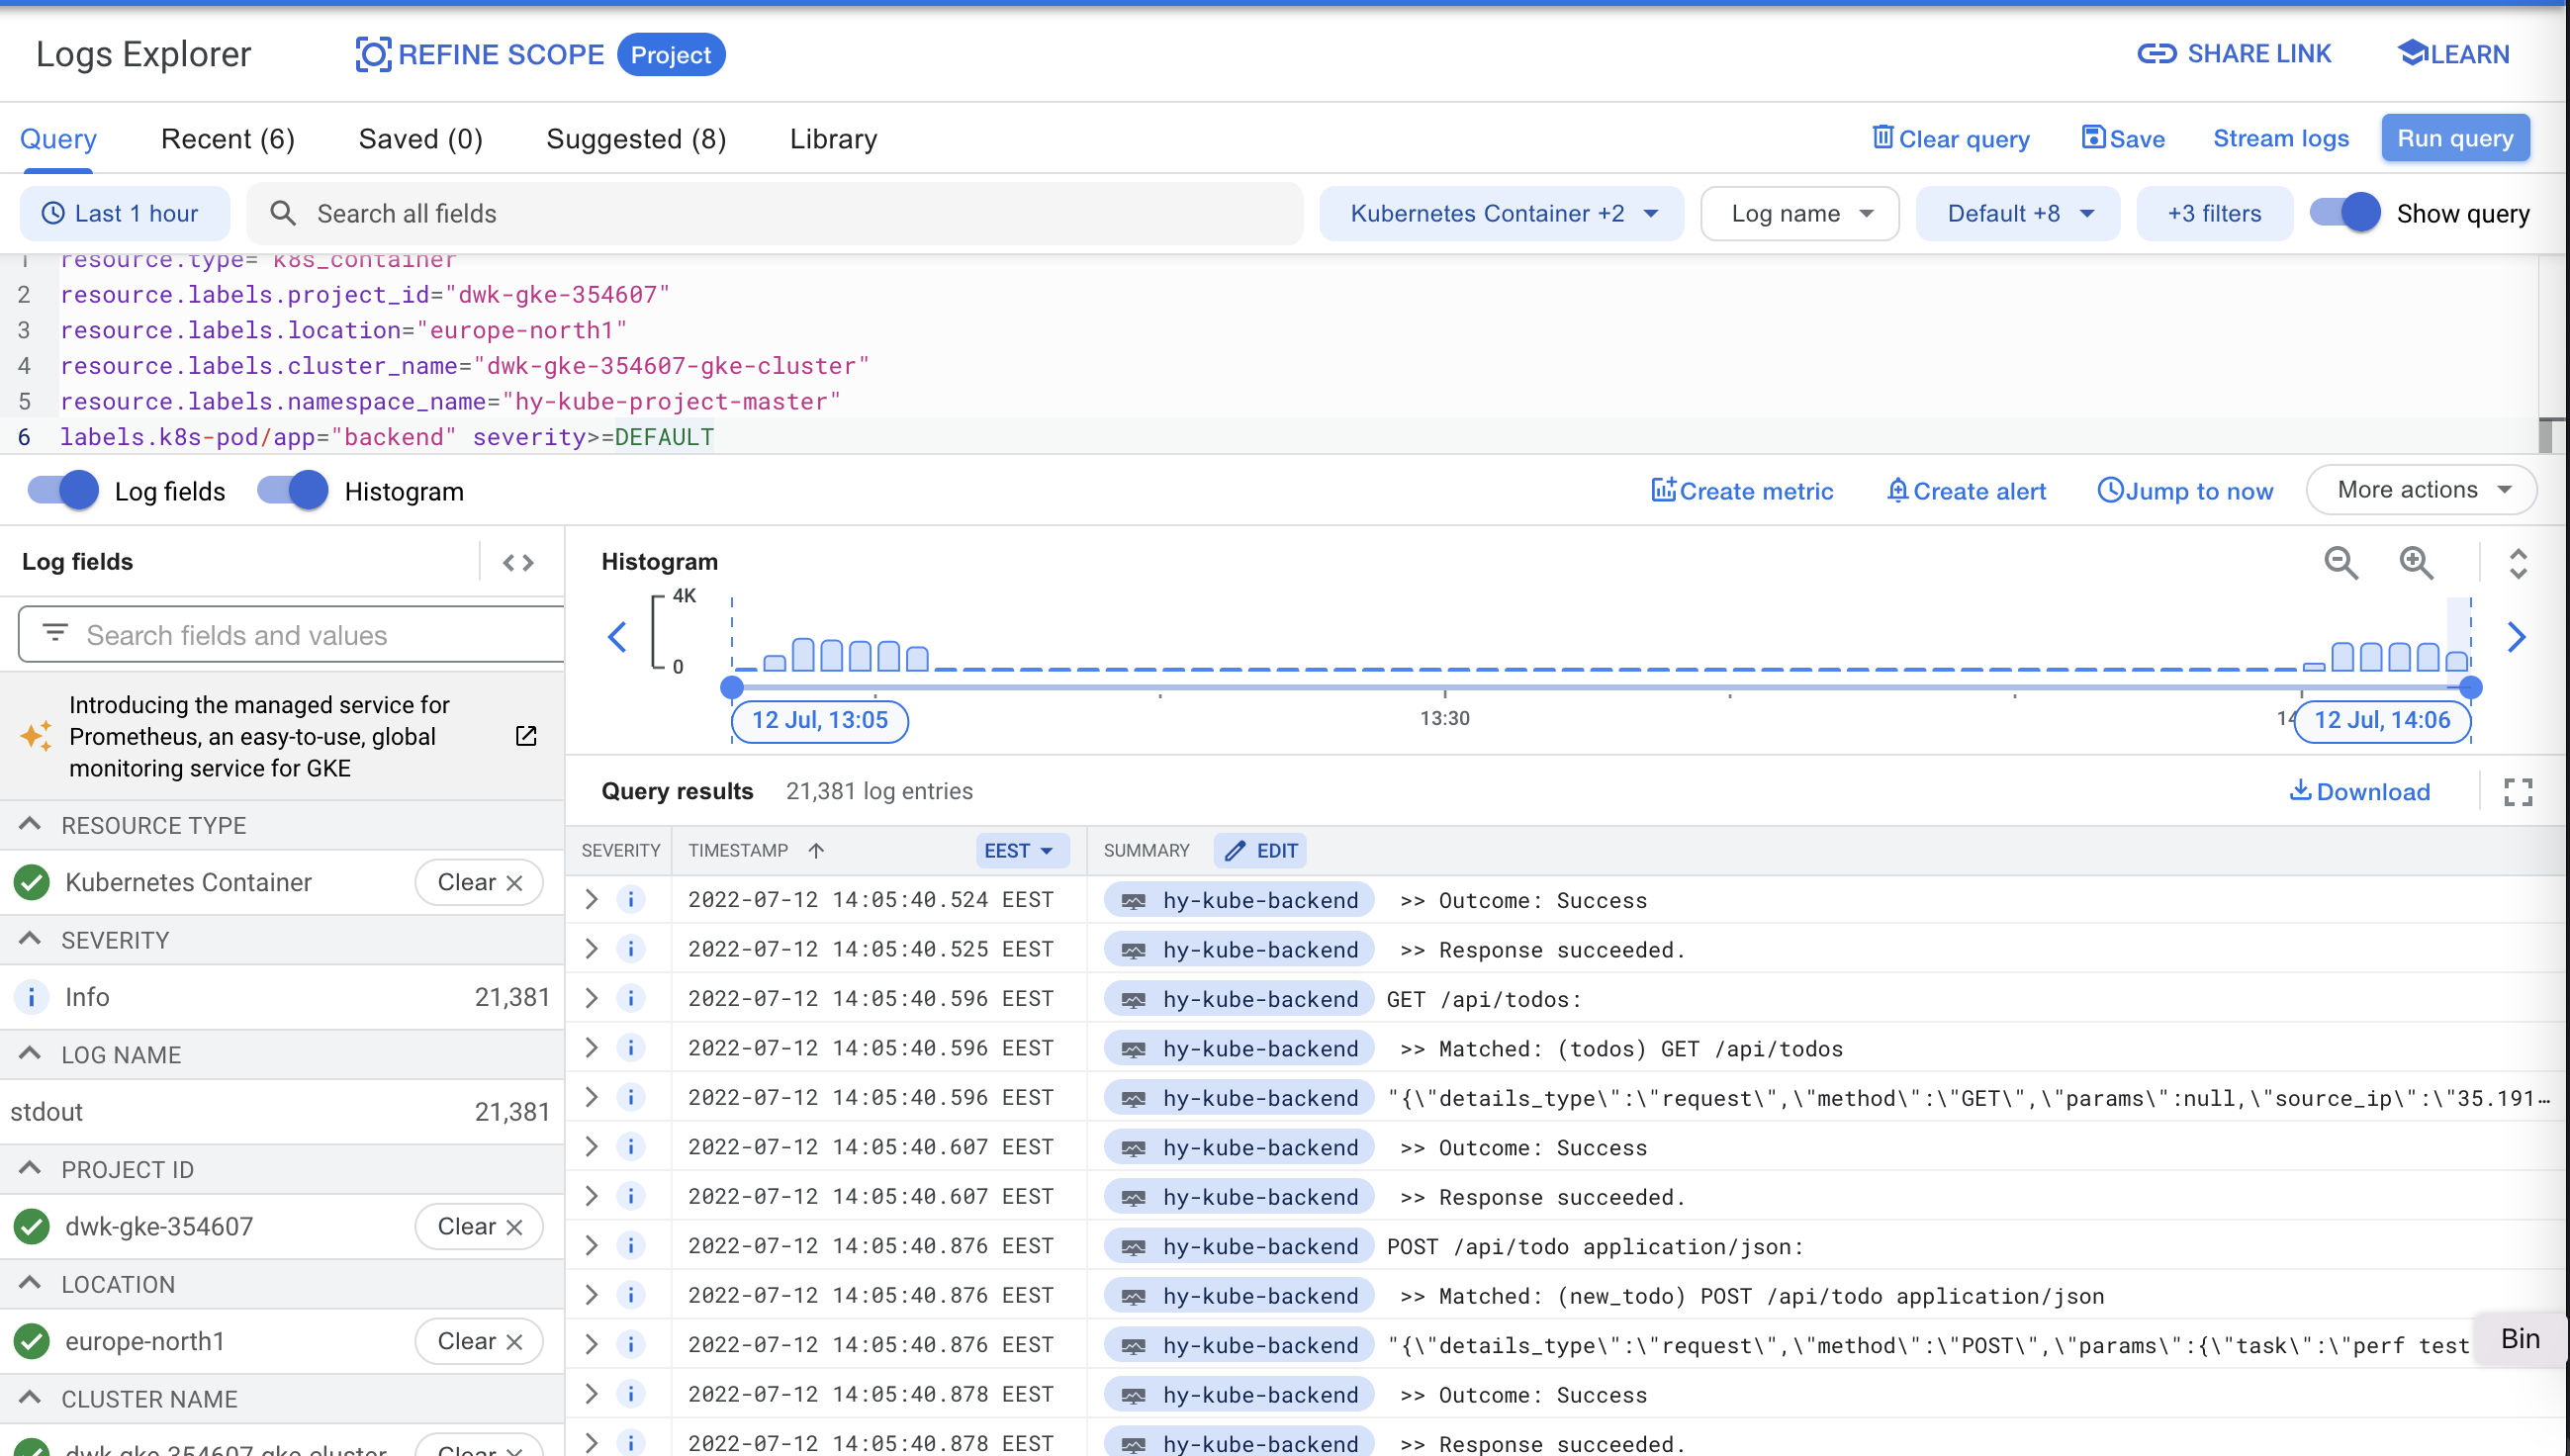 Logs Explorer REFINE SCOPE Project SHARE LINK LEARN
Query Recent (6) Saved (0) Suggested (8) Library Clear query Save Stream logs Run query
Last 1 hour Search all fields Kubernetes Container +2 Log name Default +8 +3 filters Show query
1 resource.type="k8s_container"
2 resource.labels.project_id="dwk-gke-354607"
3 resource.labels.location="europe-north1"
4 resource.labels.cluster_name="dwk-gke-354607-gke-cluster"
5 resource.labels.namespace_name="hy-kube-project-master"
6 labels.k8s-pod/app="backend" severity>=DEFAULT
Log fields Histogram Create metric Create alert Jump to now More actions
Log fields
Search fields and values
Introducing the managed service for
Prometheus, an easy-to-use, global
monitoring service for GKE
RESOURCE TYPE
Kubernetes Container Clear
SEVERITY
Info 21,381
LOG NAME
stdout 21,381
PROJECT ID
dwk-gke-354607 Clear
LOCATION
europe-north1 Clear
CLUSTER NAME
dwk-gke-354607-gke-cluster Clear
Histogram
4K
0
12 Jul, 13:05 13:30 14 12 Jul, 14:06
Query results 21,381 log entries Download
SEVERITY TIMESTAMP EEST SUMMARY EDIT
i 2022-07-12 14:05:40.524 EEST hy-kube-backend >> Outcome: Success
i 2022-07-12 14:05:40.525 EEST hy-kube-backend >> Response succeeded.
i 2022-07-12 14:05:40.596 EEST hy-kube-backend GET /api/todos:
i 2022-07-12 14:05:40.596 EEST hy-kube-backend >> Matched: (todos) GET /api/todos
i 2022-07-12 14:05:40.596 EEST hy-kube-backend "{\"details_type\":\"request\",\"method\":\"GET\",\"params\":null,\"source_ip\":\"35.191…
i 2022-07-12 14:05:40.607 EEST hy-kube-backend >> Outcome: Success
i 2022-07-12 14:05:40.607 EEST hy-kube-backend >> Response succeeded.
i 2022-07-12 14:05:40.876 EEST hy-kube-backend POST /api/todo application/json:
i 2022-07-12 14:05:40.876 EEST hy-kube-backend >> Matched: (new_todo) POST /api/todo application/json
i 2022-07-12 14:05:40.876 EEST hy-kube-backend "{\"details_type\":\"request\",\"method\":\"POST\",\"params\":{\"task\":\"perf test
Bin
i 2022-07-12 14:05:40.878 EEST hy-kube-backend >> Outcome: Success
i 2022-07-12 14:05:40.878 EEST hy-kube-backend >> Response succeeded.